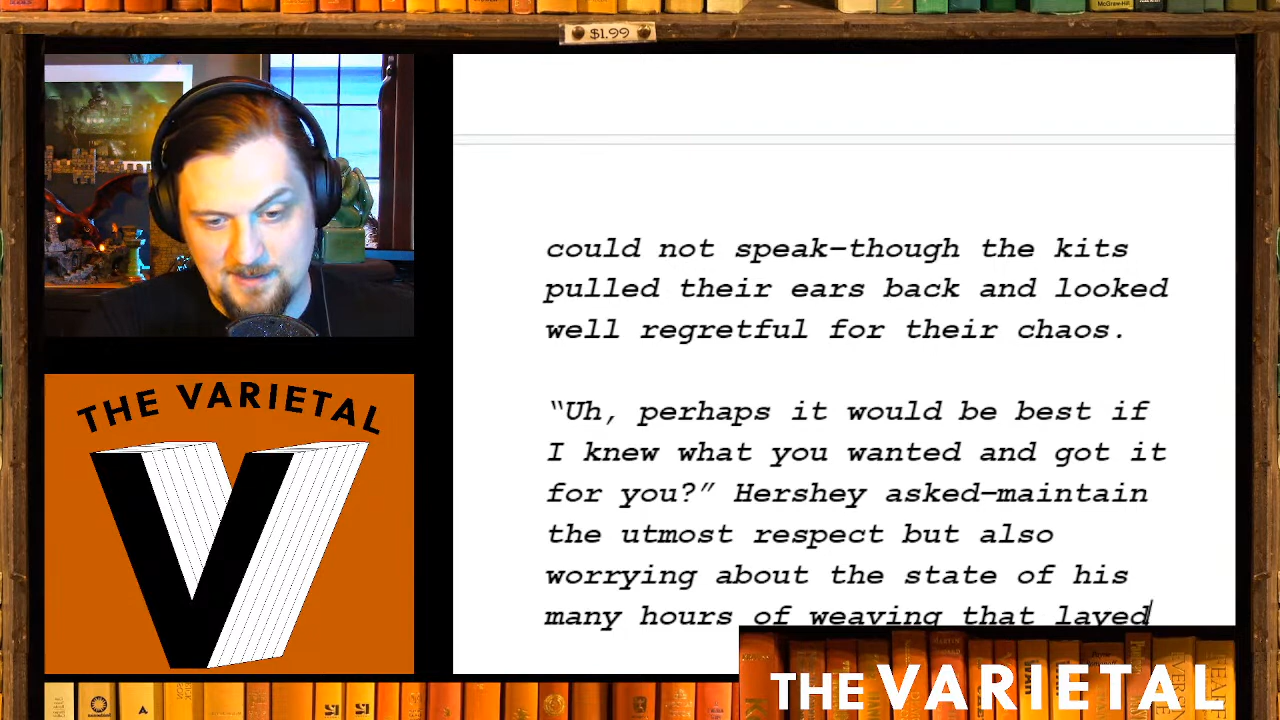 McGraw-Hill
$1.99
THE VARIETAL
could not speak—though the kits
pulled their ears back and looked
well regretful for their chaos.
“Uh, perhaps it would be best if
I knew what you wanted and got it
for you?” Hershey asked—maintain
the utmost respect but also
worrying about the state of his
many hours of weaving that layed
THE VARIETAL